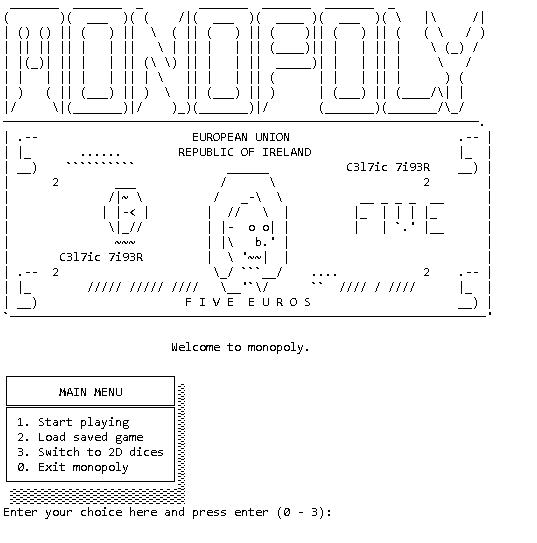 MONOPOLY
EUROPEAN UNION
REPUBLIC OF IRELAND
C3l7ic 7i93R
2 2
FIVE
C3l7ic 7i93R
2 2
F I V E E U R O S
Welcome to monopoly.
MAIN MENU
1. Start playing
2. Load saved game
3. Switch to 2D dices
0. Exit monopoly
Enter your choice here and press enter (0 - 3):